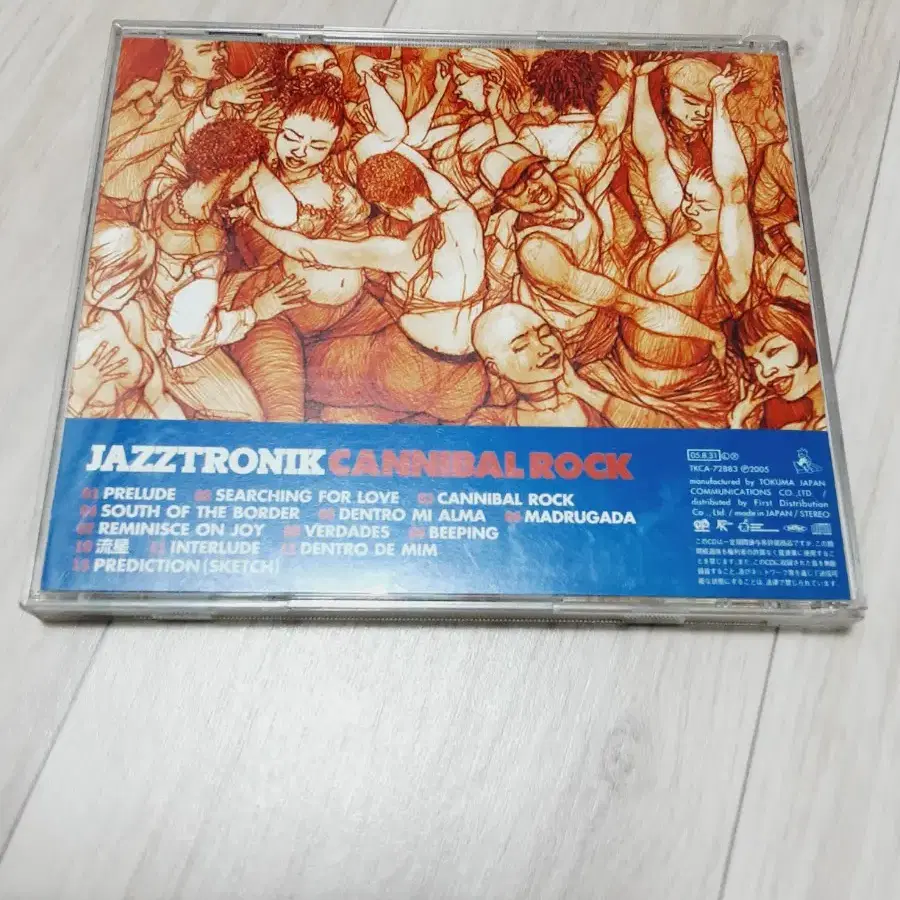 JAZZTRONIK CANNIBAL ROCK
01 PRELUDE 02 SEARCHING FOR LOVE 03 CANNIBAL ROCK
04 SOUTH OF THE BORDER 05 DENTRO MI ALMA 06 MADRUGADA
07 REMINISCE ON JOY 08 VERDADES 09 BEEPING
10 流星 11 INTERLUDE 12 DENTRO DE MIM
13 PREDICTION (SKETCH)
05.8.31 Ⓛ Ⓡ
TKCA-72883 ℗2005
manufactured by TOKUMA JAPAN
COMMUNICATIONS CO.,LTD. /
distributed by First Distribution
Co., Ltd / made in JAPAN / STEREO